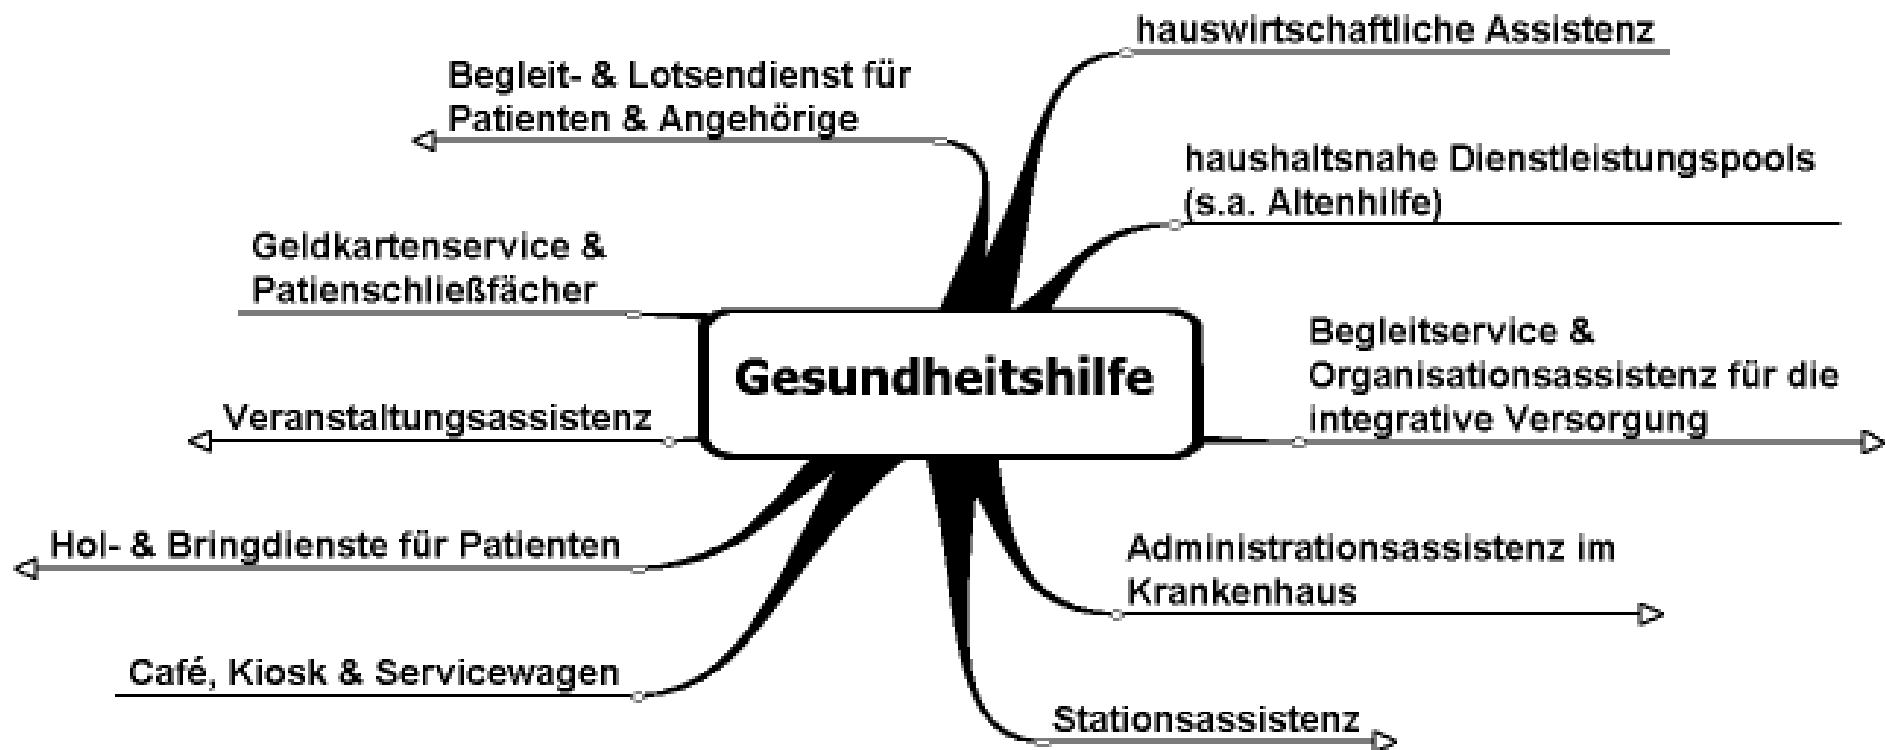 hauswirtschaftliche Assistenz
Begleit- & Lotsendienst für
Patienten & Angehörige
haushaltsnahe Dienstleistungspools
(s.a. Altenhilfe)
Geldkartenservice &
Patienschließfächer
Begleitservice &
Organisationsassistenz für die
integrative Versorgung
Gesundheitshilfe
Veranstaltungsassistenz
Hol- & Bringdienste für Patienten
Administrationsassistenz im
Krankenhaus
Café, Kiosk & Servicewagen
Stationsassistenz